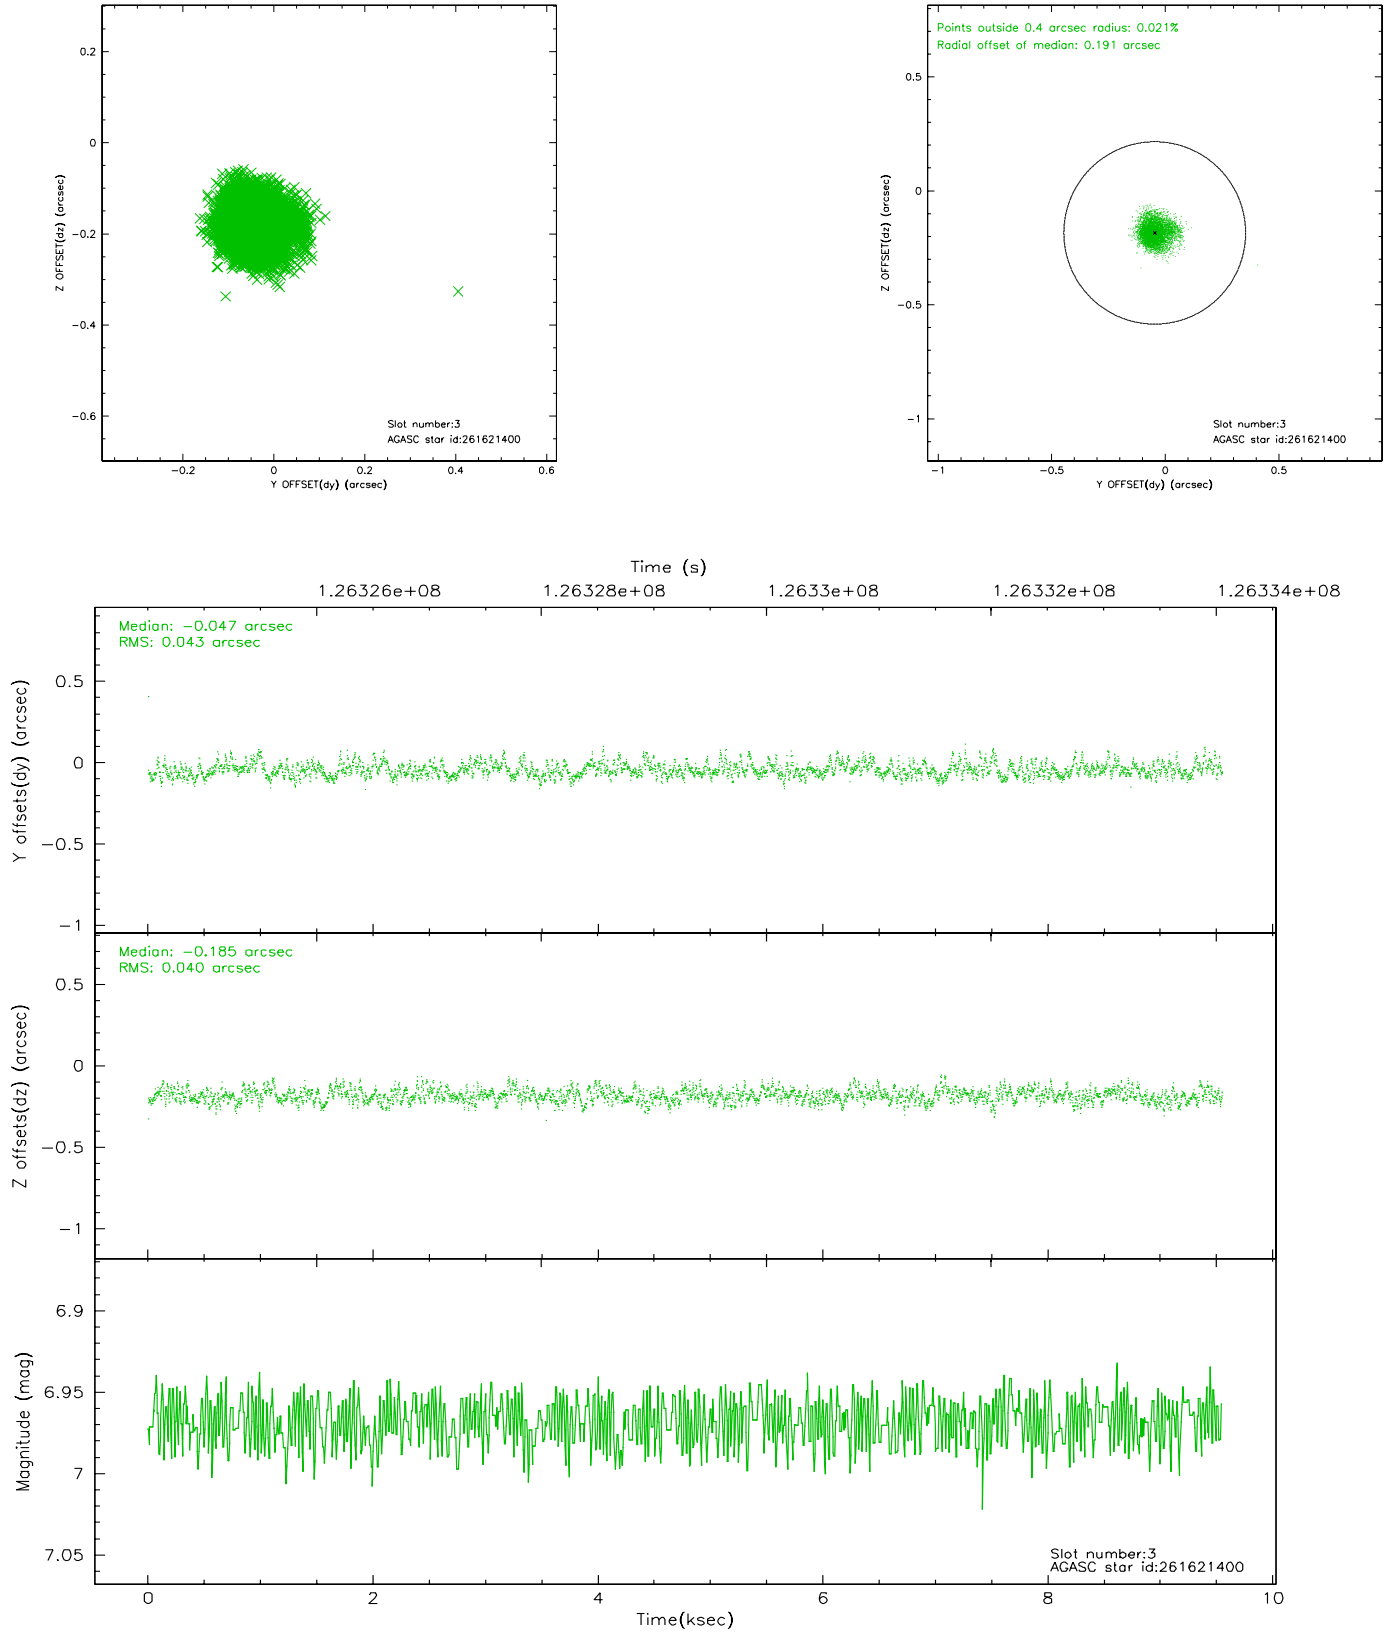 0.2
0
−0.2
−0.4
−0.6
Z OFFSET(dz) (arcsec)
Slot number:3
AGASC star id:261621400
−0.2 0 0.2 0.4 0.6
Y OFFSET(dy) (arcsec)
Points outside 0.4 arcsec radius: 0.021%
Radial offset of median: 0.191 arcsec
0.5
0
−0.5
−1
Z OFFSET(dz) (arcsec)
Slot number:3
AGASC star id:261621400
−1 −0.5 0 0.5
Y OFFSET(dy) (arcsec)
Time (s)
1.26326e+08 1.26328e+08 1.2633e+08 1.26332e+08 1.26334e+08
Median: −0.047 arcsec
RMS: 0.043 arcsec
0.5
0
−0.5
−1
Y offsets(dy) (arcsec)
Median: −0.185 arcsec
RMS: 0.040 arcsec
0.5
0
−0.5
−1
Z offsets(dz) (arcsec)
6.9
6.95
7
7.05
Magnitude (mag)
Slot number:3
AGASC star id:261621400
0 2 4 6 8 10
Time(ksec)